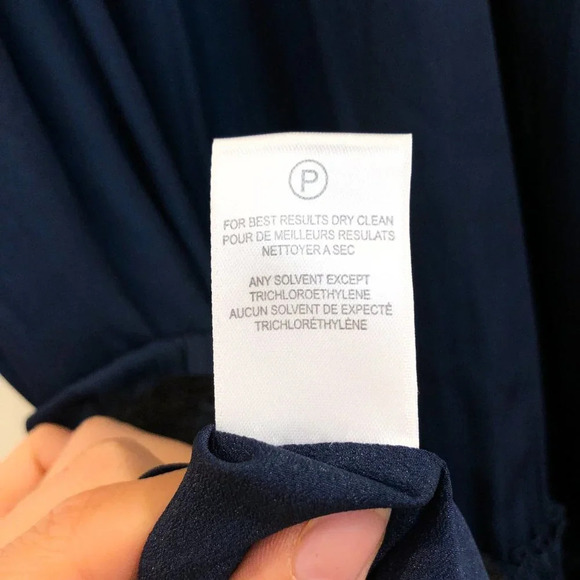 P
FOR BEST RESULTS DRY CLEAN
POUR DE MEILLEURS RESULATS
NETTOYER A SEC
ANY SOLVENT EXCEPT
TRICHLOROETHYLENE
AUCUN SOLVENT DE EXPECTÉ
TRICHLORÉTHYLÈNE